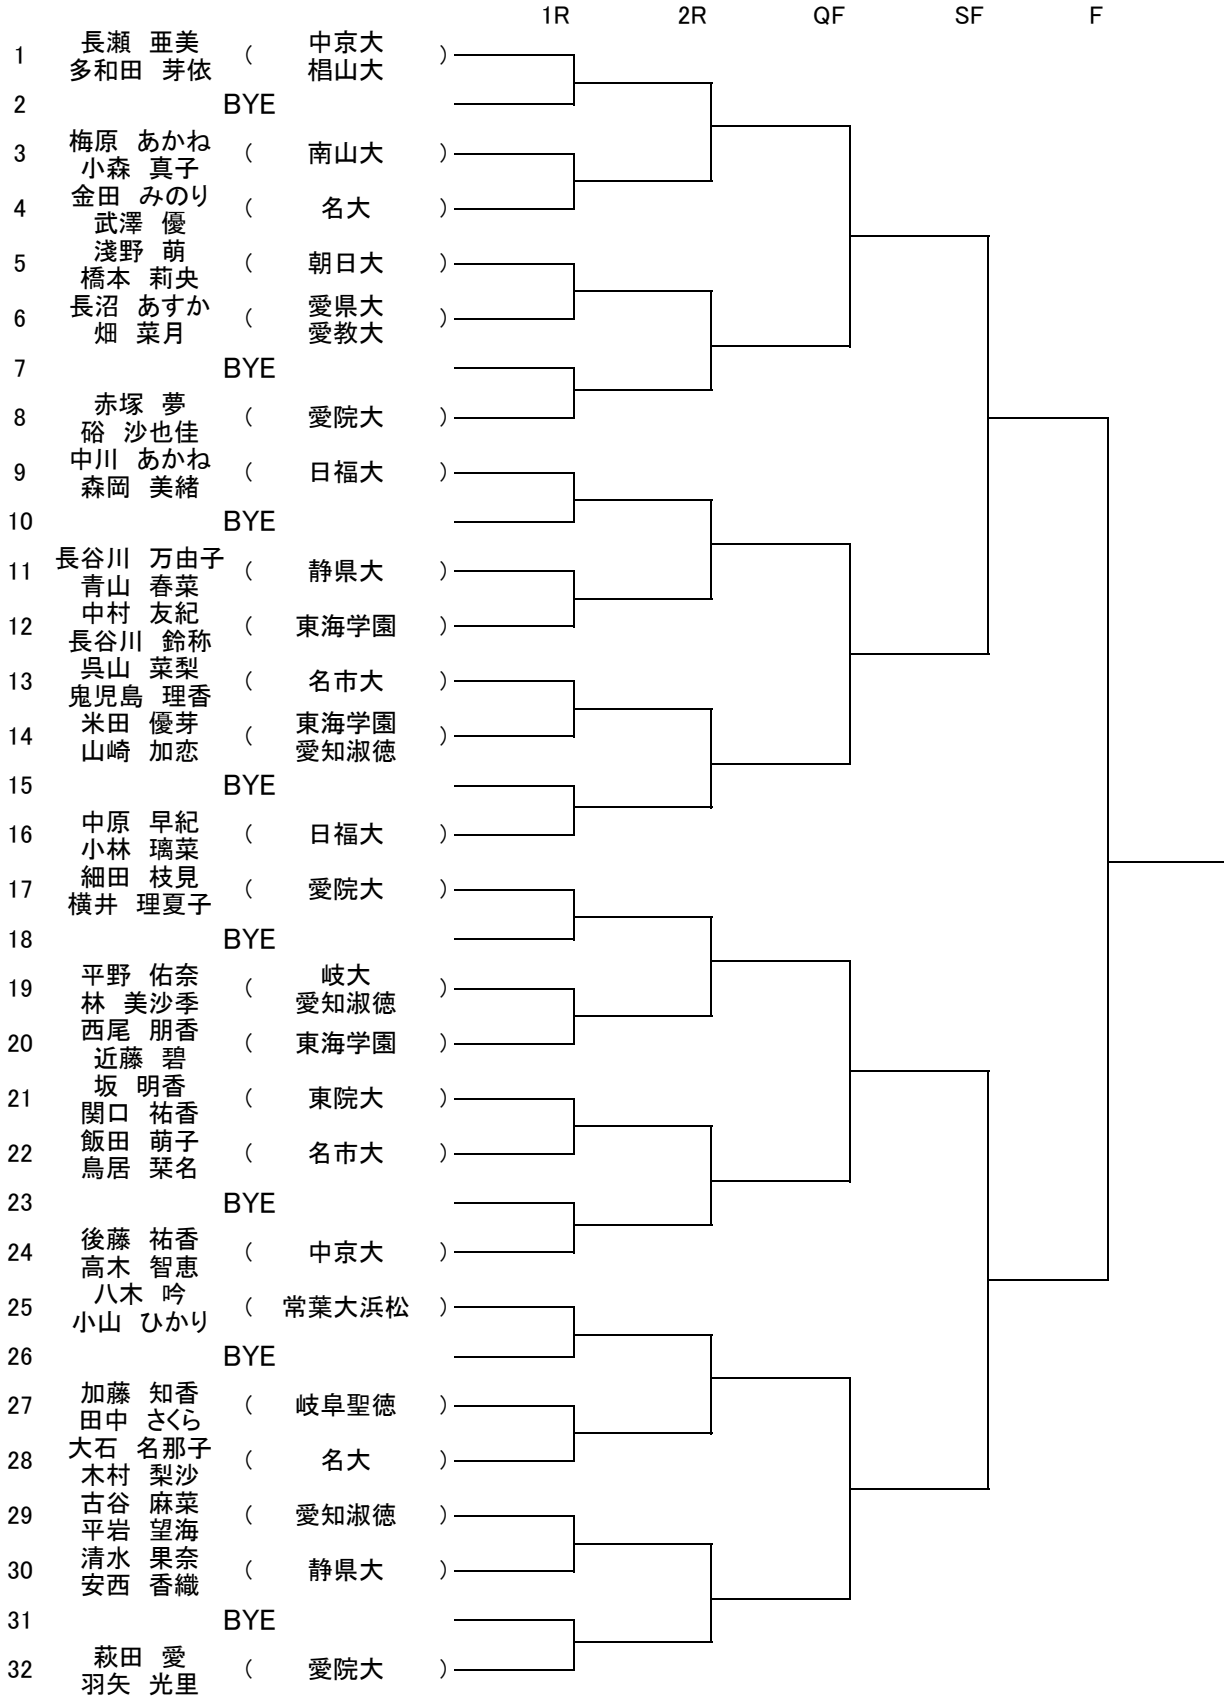 1R 2R QF SF F
長瀬 亜美 中京大
1 ( )
多和田 芽依 椙山大
2 BYE
梅原 あかね
3 ( 南山大 )
小森 真子
金田 みのり
4 ( 名大 )
武澤 優
淺野 萌
5 ( 朝日大 )
橋本 莉央
長沼 あすか 愛県大
6 ( )
畑 菜月 愛教大
7 BYE
赤塚 夢
8 ( 愛院大 )
硲 沙也佳
中川 あかね
9 ( 日福大 )
森岡 美緒
10 BYE
長谷川 万由子
11 ( 静県大 )
青山 春菜
中村 友紀
12 ( 東海学園 )
長谷川 鈴称
呉山 菜梨
13 ( 名市大 )
鬼児島 理香
米田 優芽 東海学園
14 ( )
山崎 加恋 愛知淑徳
15 BYE
中原 早紀
16 ( 日福大 )
小林 璃菜
細田 枝見
17 ( 愛院大 )
横井 理夏子
18 BYE
平野 佑奈 岐大
19 ( )
林 美沙季 愛知淑徳
西尾 朋香
20 ( 東海学園 )
近藤 碧
坂 明香
21 ( 東院大 )
関口 祐香
飯田 萌子
22 ( 名市大 )
鳥居 栞名
23 BYE
後藤 祐香
24 ( 中京大 )
高木 智恵
八木 吟
25 ( 常葉大浜松 )
小山 ひかり
26 BYE
加藤 知香
27 ( 岐阜聖徳 )
田中 さくら
大石 名那子
28 ( 名大 )
木村 梨沙
古谷 麻菜
29 ( 愛知淑徳 )
平岩 望海
清水 果奈
30 ( 静県大 )
安西 香織
31 BYE
萩田 愛
32 ( 愛院大 )
羽矢 光里